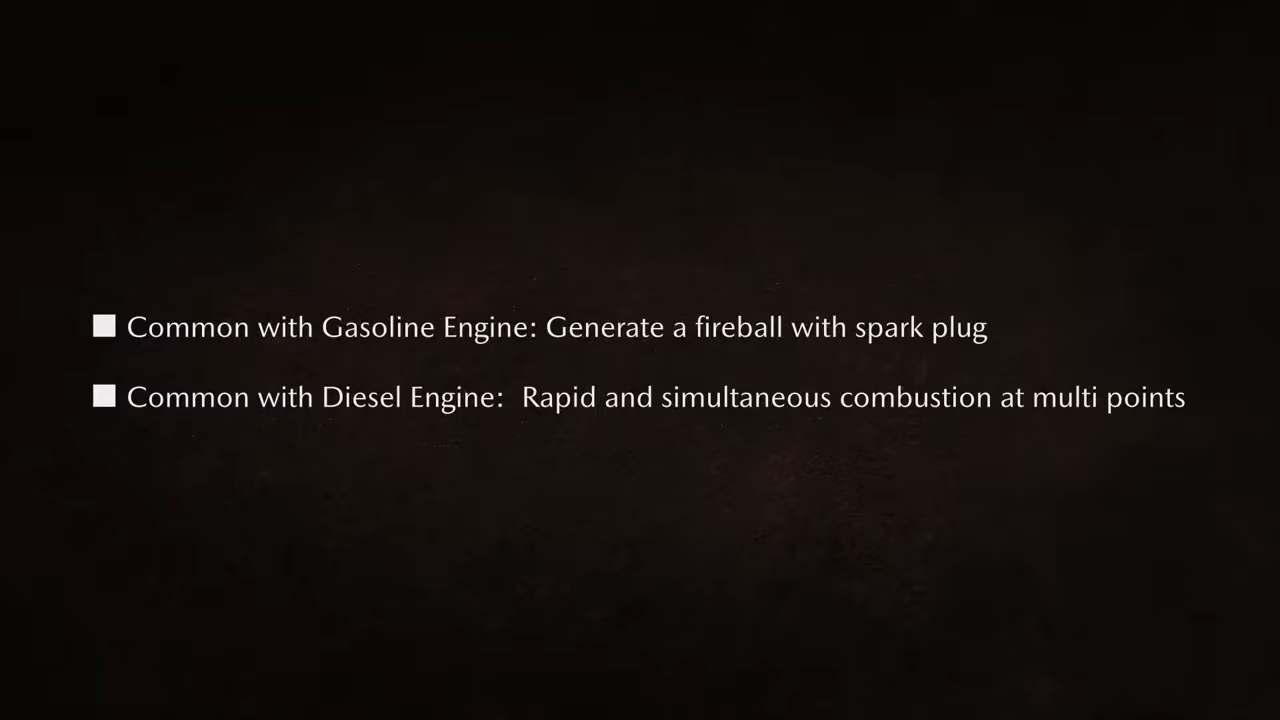 ■ Common with Gasoline Engine: Generate a fireball with spark plug
■ Common with Diesel Engine:  Rapid and simultaneous combustion at multi points